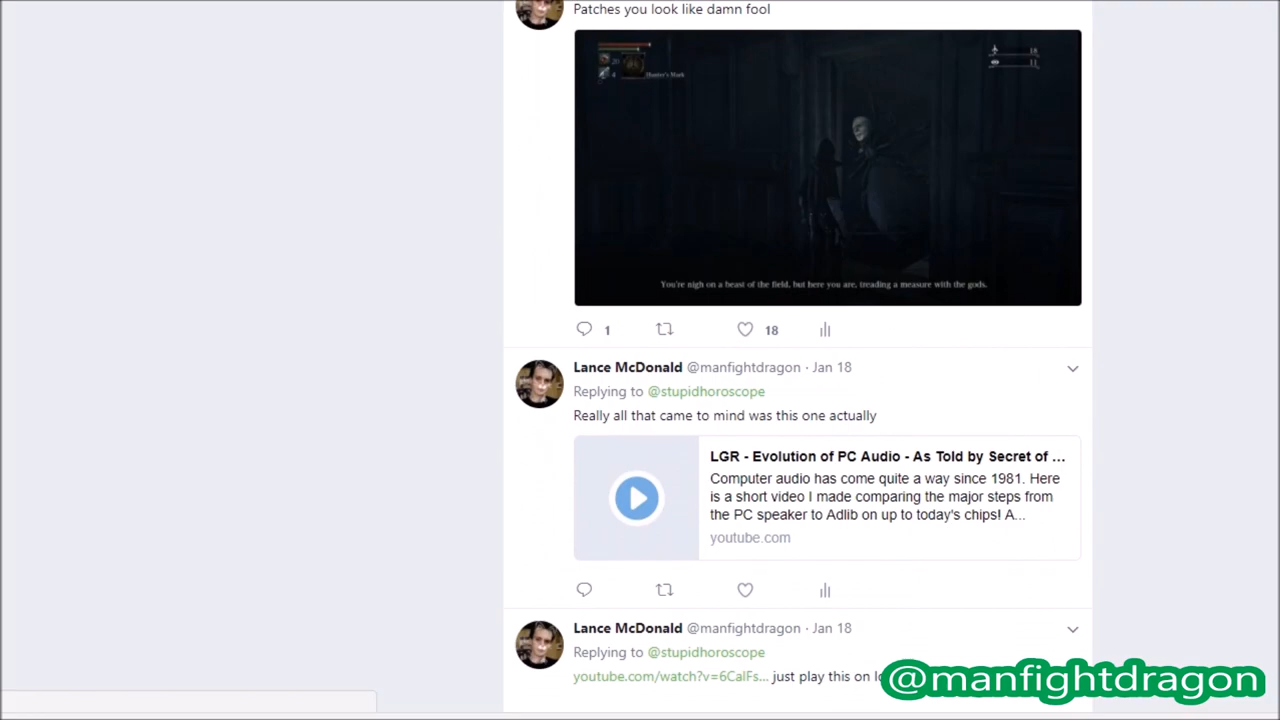 Patches you look like damn fool
18
20
11
4
Hunter's Mark
You're nigh on a beast of the field, but here you are, treading a measure with the gods.
1
18
Lance McDonald @manfightdragon · Jan 18
Replying to @stupidhoroscope
Really all that came to mind was this one actually
LGR - Evolution of PC Audio - As Told by Secret of ...
Computer audio has come quite a way since 1981. Here
is a short video I made comparing the major steps from
the PC speaker to Adlib on up to today's chips! A...
youtube.com
Lance McDonald @manfightdragon · Jan 18
Replying to @stupidhoroscope
youtube.com/watch?v=6CalFs... just play this on
@manfightdragon